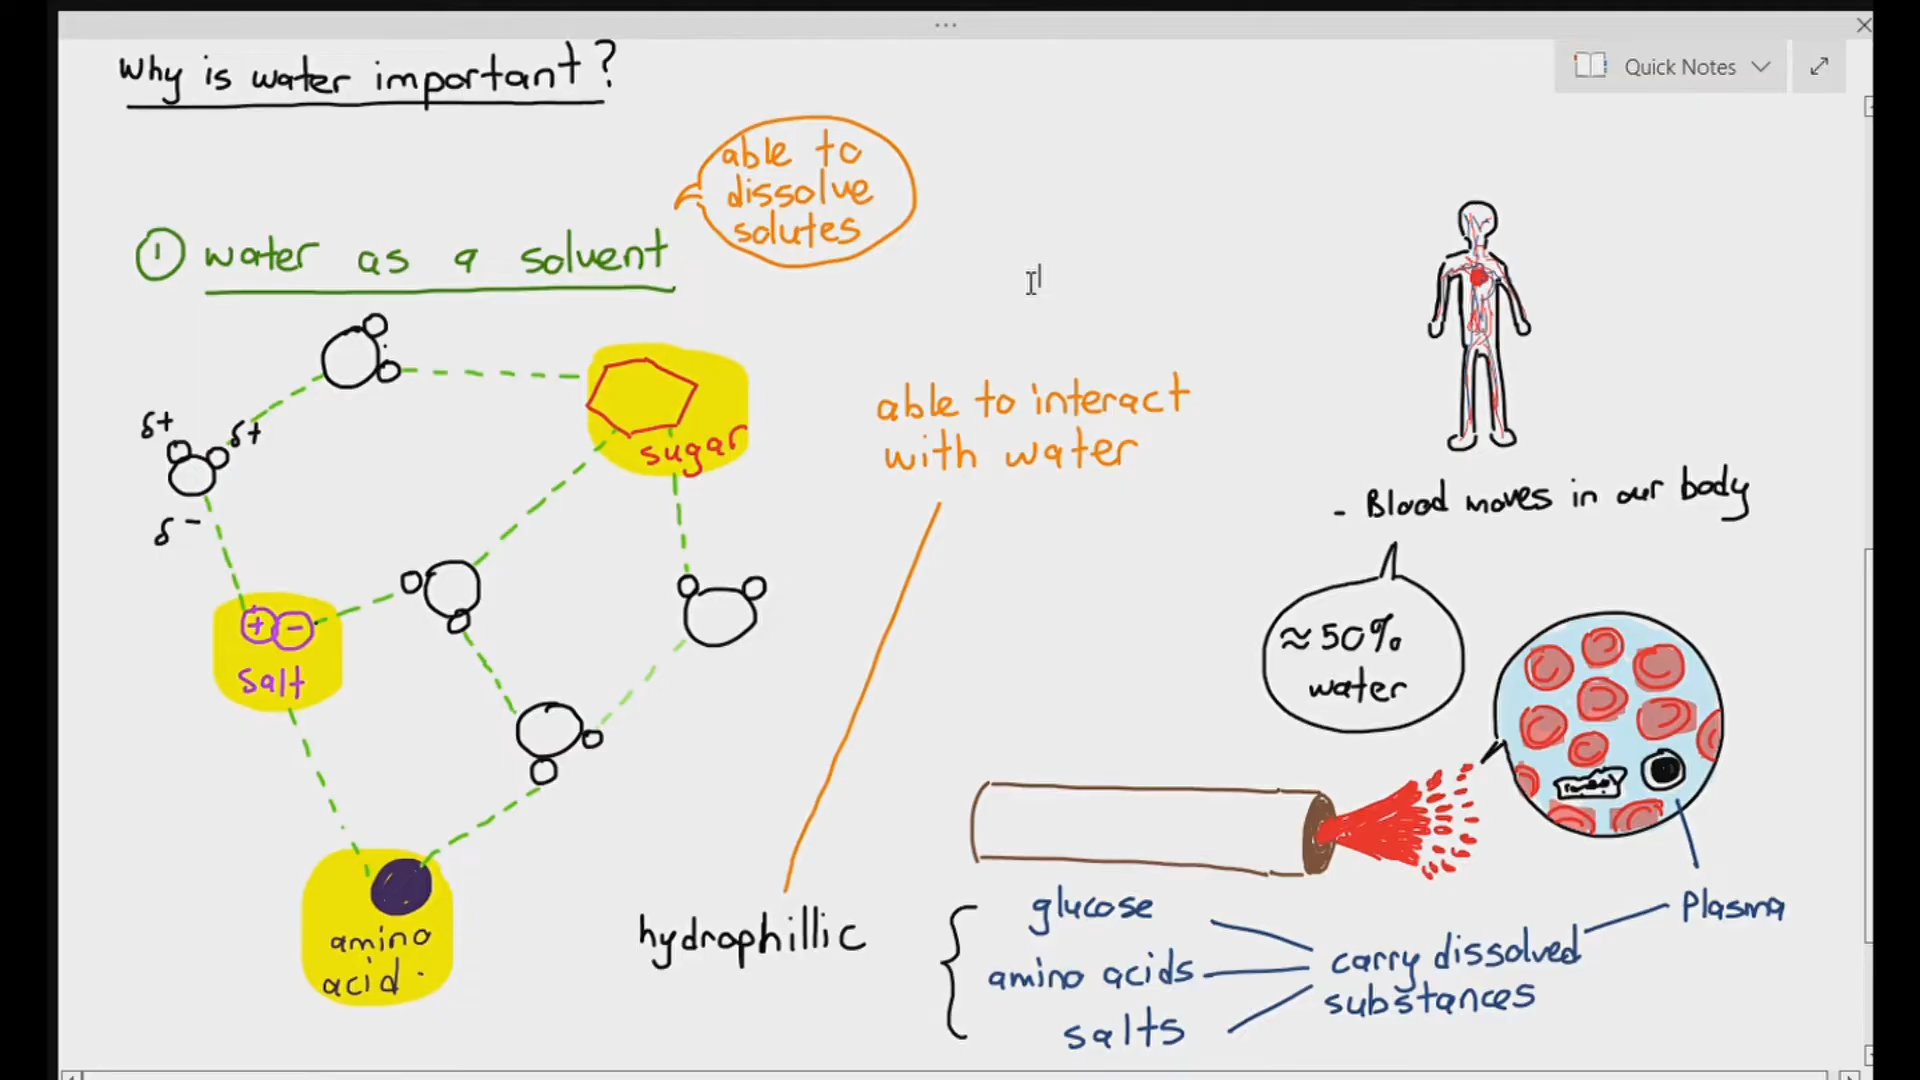 Why is water important?
Quick Notes
able to
dissolve
solutes
① water as a solvent
δ+
δ+
δ-
sugar
+ -
salt
amino
acid
able to interact
with water
hydrophillic
- Blood moves in our body
≈50%
water
Plasma
carry dissolved
substances
glucose
amino acids
salts